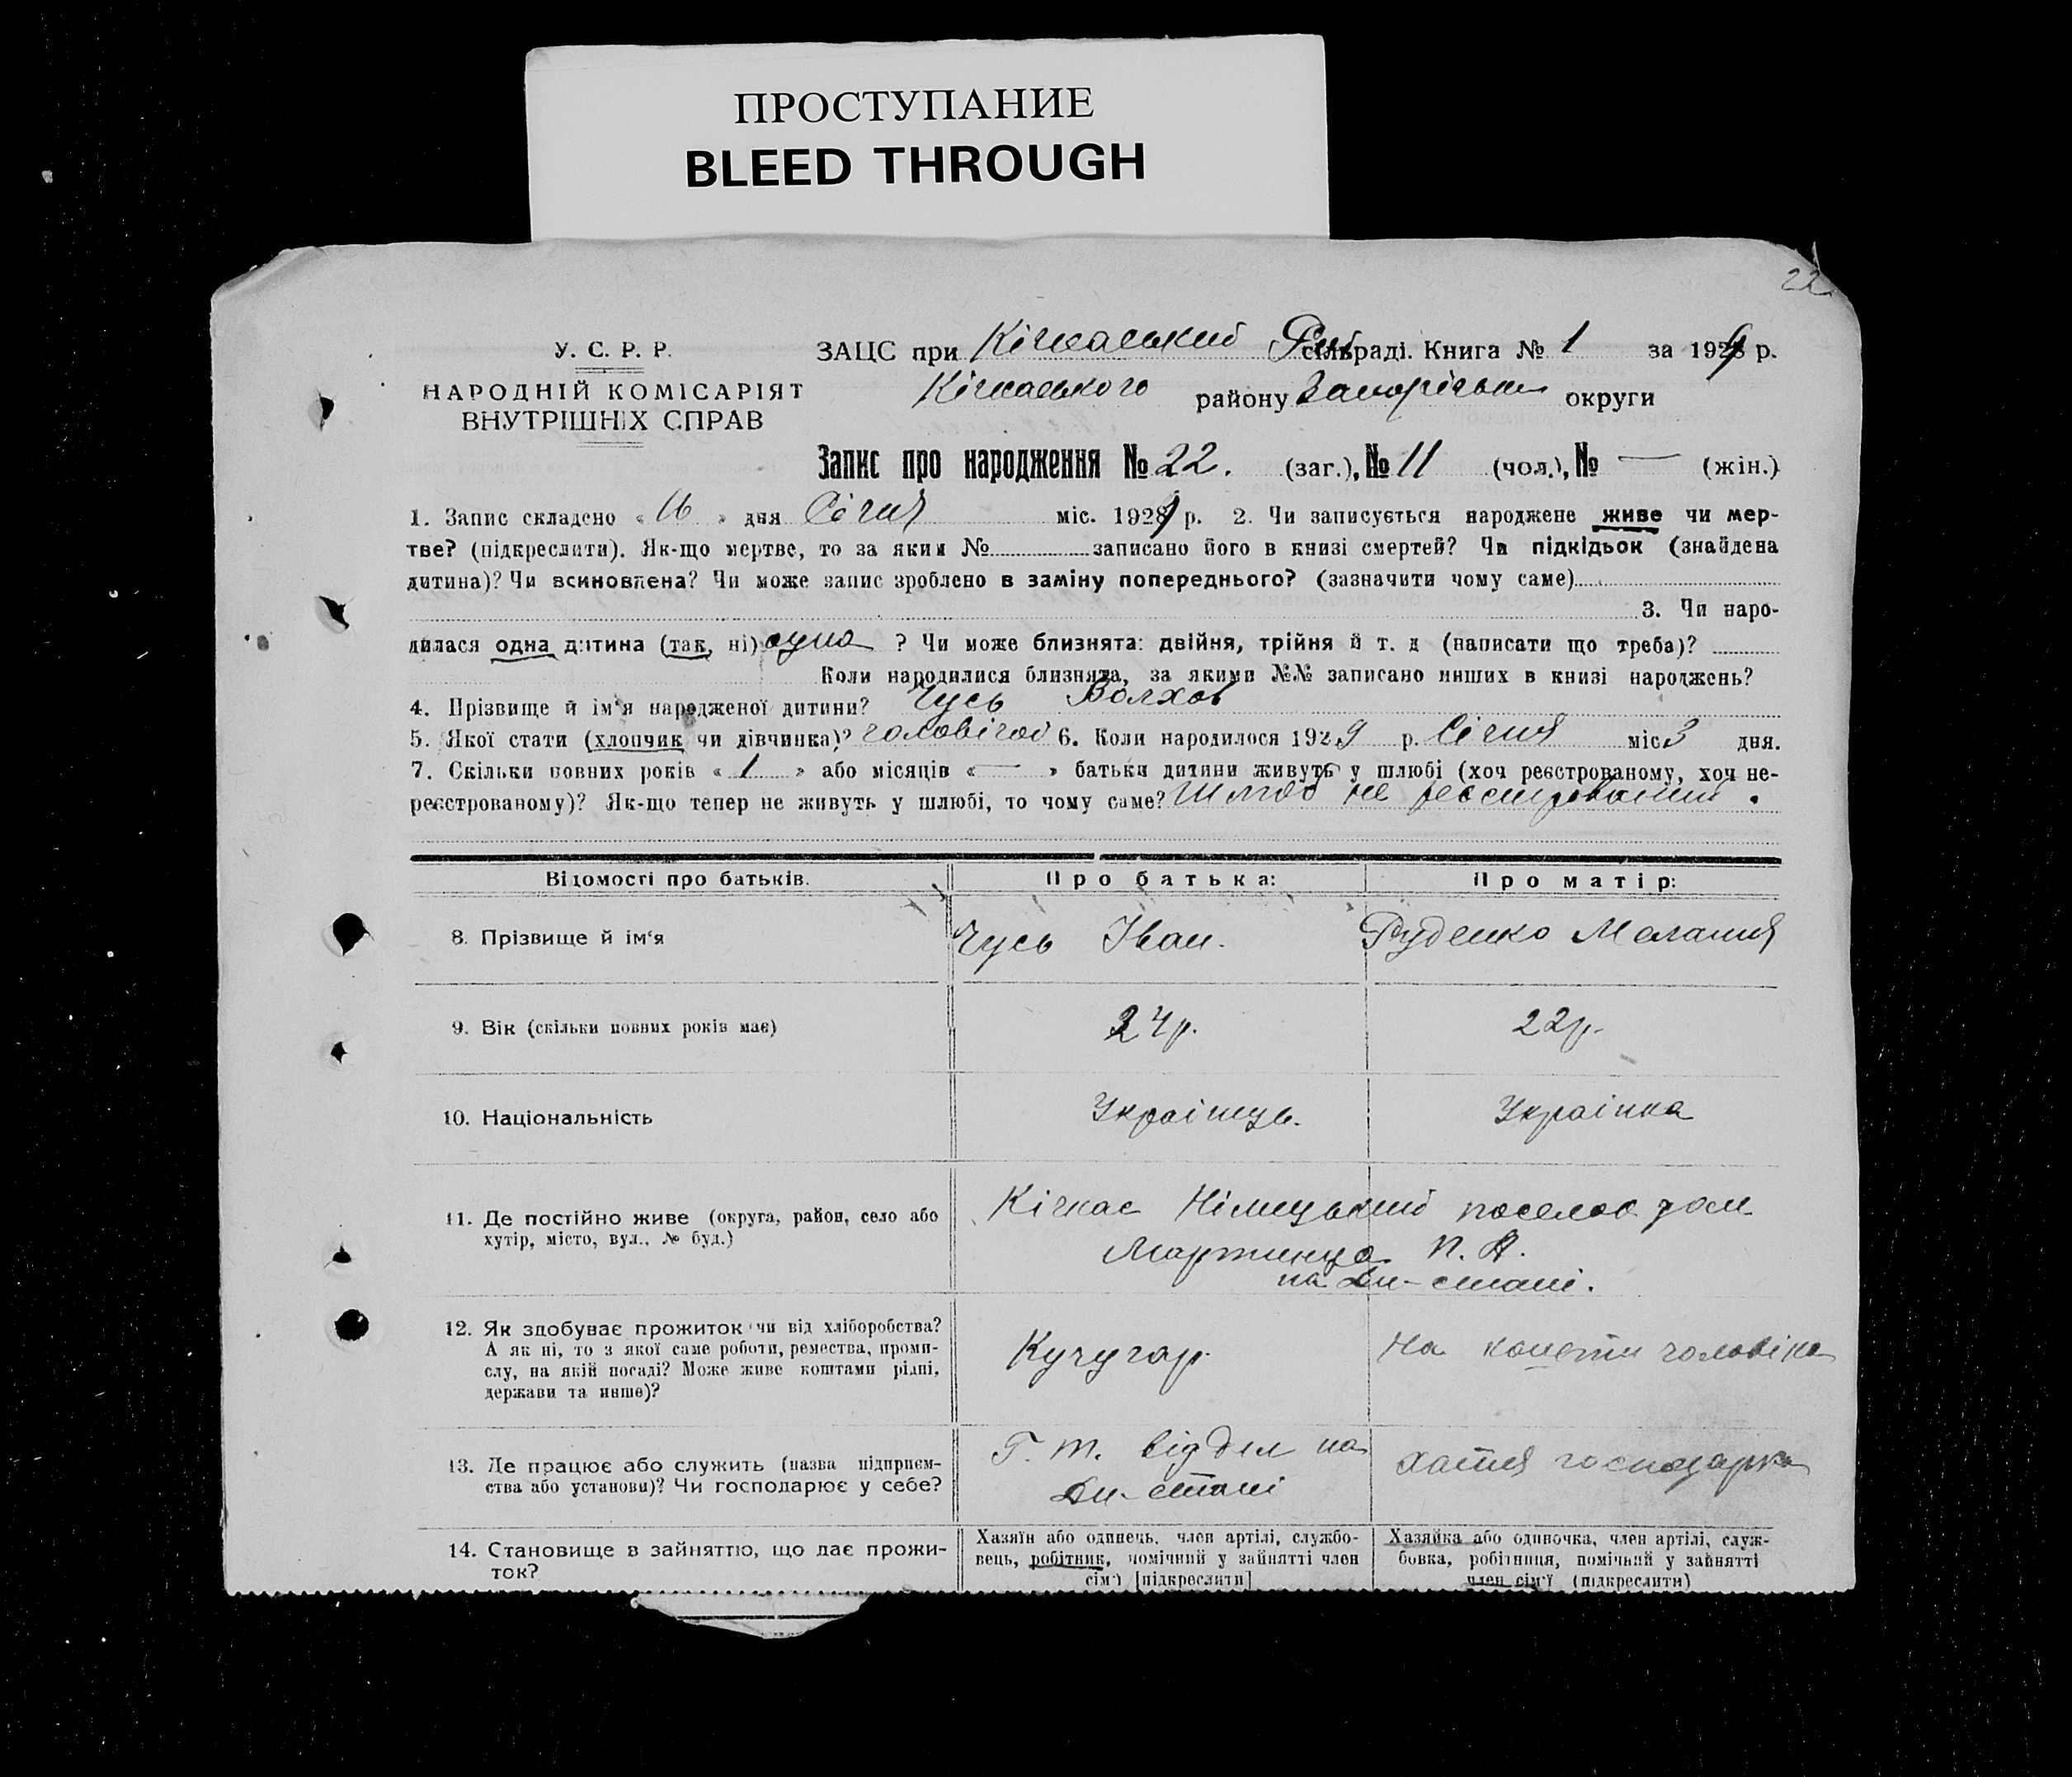 ПРОСТУПАНИЕ
BLEED THROUGH
22
У. С. Р. Р.
НАРОДНІЙ КОМІСАРІЯТ
ВНУТРІШНІХ СПРАВ
ЗАЦС при Кічкаський сільраді. Книга № 1 за 1929 р.
Кічкаського району Запорізьк округи
Запис про народження № 22. (заг.), № 11 (чол.), № — (жін.)
1. Запис складено « 16 » дня Січня міс. 1929 р. 2. Чи записується народжене живе чи мер-
тве? (підкреслити). Як-що мертве, то за яким № записано його в книзі смертей? Чи підкідьок (знайдена
дитина)? Чи всиновлена? Чи може запис зроблено в заміну попереднього? (зазначити чому саме)
3. Чи наро-
дилася одна дитина (так, ні) одна ? Чи може близнята: двійня, трійня й т. д (написати що треба)?
Коли народилися близнята, за якими №№ записано инших в книзі народжень?
4. Прізвище й ім'я народженої дитини? Чусь Волхов
5. Якої стати (хлопчик чи дівчинка)? чоловічої 6. Коли народилося 1929 р. Січня міс. 3 дня.
7. Скільки повних років « 1 » або місяців « — » батьки дитини живуть у шлюбі (хоч реєстрованому, хоч не-
реєстрованому)? Як-що тепер не живуть у шлюбі, то чому саме? Шлюб не
Відомості про батьків. Про батька: Про матір:
8. Прізвище й ім'я Чусь Іван. Руденко Мелания
9. Вік (скільки повних років має) 24р. 22р.
10. Національність Українець. Українка
11. Де постійно живе (округа, район, село або
хутір, місто, вул., № буд.)
Кічкас Німецький поселок дом
Мартинца П. А.
на Дн-стані.
12. Як здобуває прожиток чи від хліборобства?
А як ні, то з якої саме роботи, ремества, проми-
слу, на якій посаді? Може живе коштами рідні,
держави та инше)?
Кучугар. На кошти чоловіка
13. Де працює або служить (назва підприєм-
ства або установи)? Чи господарює у себе?
Г. т. відділ на
Дн-стані
хатня господарка
14. Становище в зайняттю, що дає прожи-
ток?
Хазяїн або одинець, член артілі, службо-
вець, робітник, помічний у зайнятті член
сім'ї [підкреслити]
Хазяйка або одиночка, член артілі, служ-
бовка, робітниця, помічний у зайнятті
член сім'ї (підкреслити)